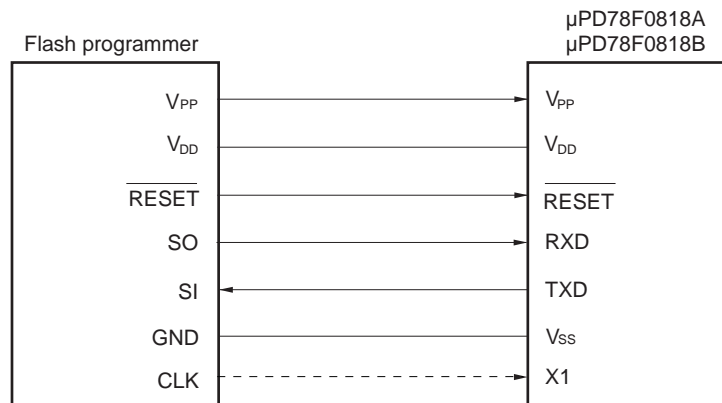 µPD78F0818A
Flash programmer µPD78F0818B
VPP VPP
VDD VDD
RESET RESET
SO RXD
SI TXD
GND VSS
CLK X1